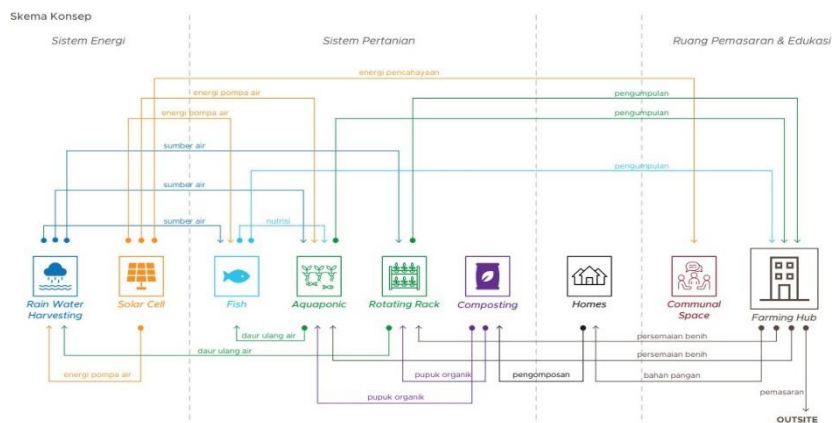 Skema Konsep
Sistem Energi
Sistem Pertanian
Ruang Pemasaran & Edukasi
energi pencahayaan
energi pompa air
pengumpulan
energi pompa air
pengumpulan
sumber air
pengumpulan
sumber air
sumber air
nutrisi
Rain Water
Harvesting
Solar Cell
Fish
Aquaponic
Rotating Rack
Composting
Homes
Communal
Space
Farming Hub
daur ulang air
persemaian benih
daur ulang air
persemaian benih
energi pompa air
pupuk organik
pengomposan
bahan pangan
pemasaran
pupuk organik
OUTSITE